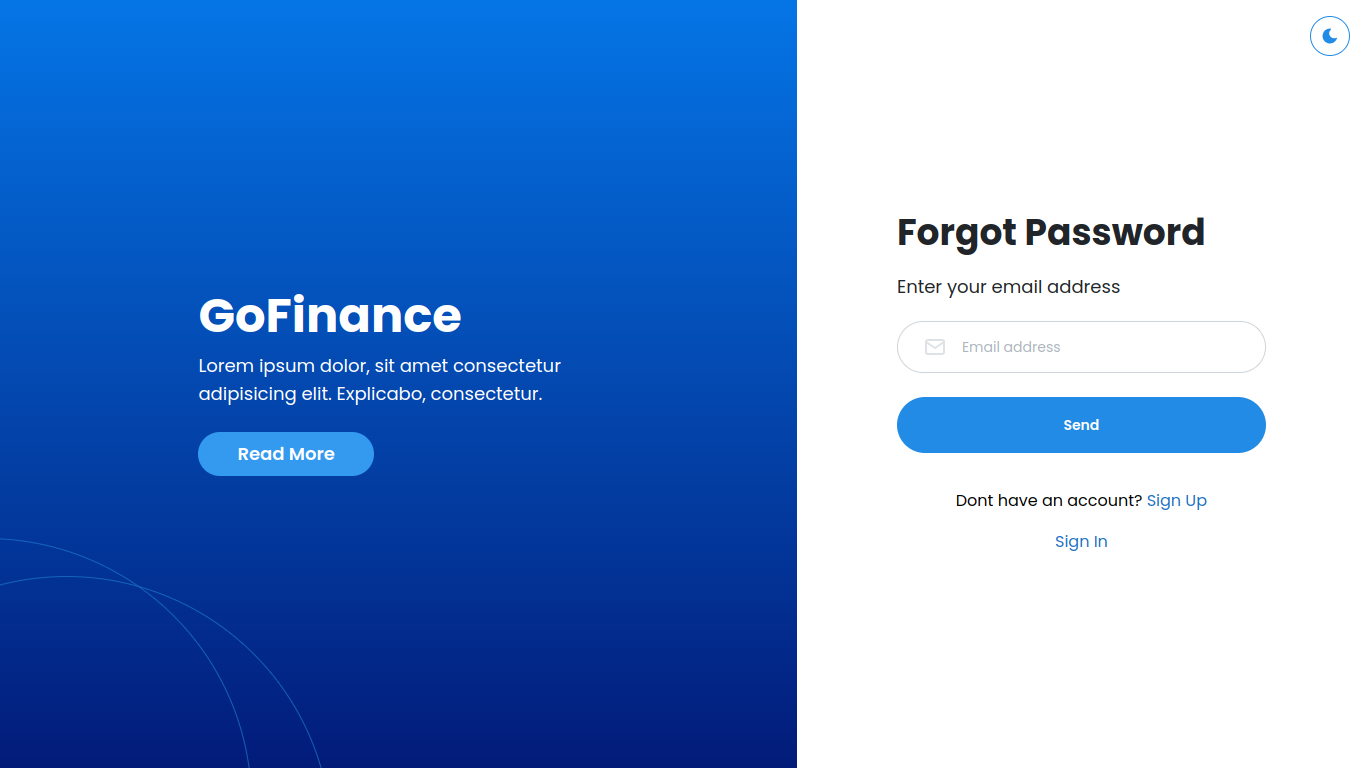 GoFinance
Lorem ipsum dolor, sit amet consectetur
adipisicing elit. Explicabo, consectetur.
Read More
Forgot Password
Enter your email address
Email address
Send
Dont have an account? Sign Up
Sign In